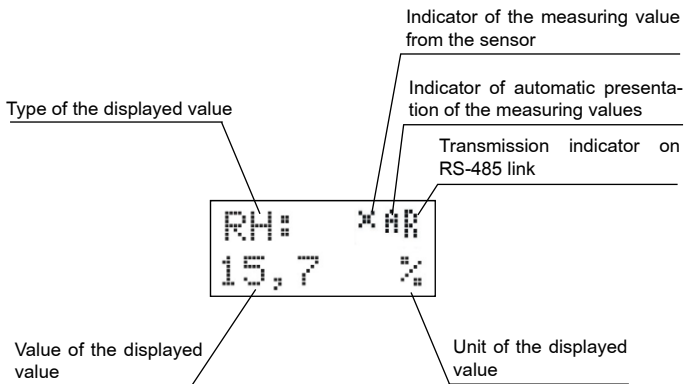 Indicator of the measuring value
from the sensor
Indicator of automatic presenta-
tion of the measuring values
Type of the displayed value
Transmission indicator on
RS-485 link
RH: ×AR
15,7 %
Value of the displayed
value
Unit of the displayed
value